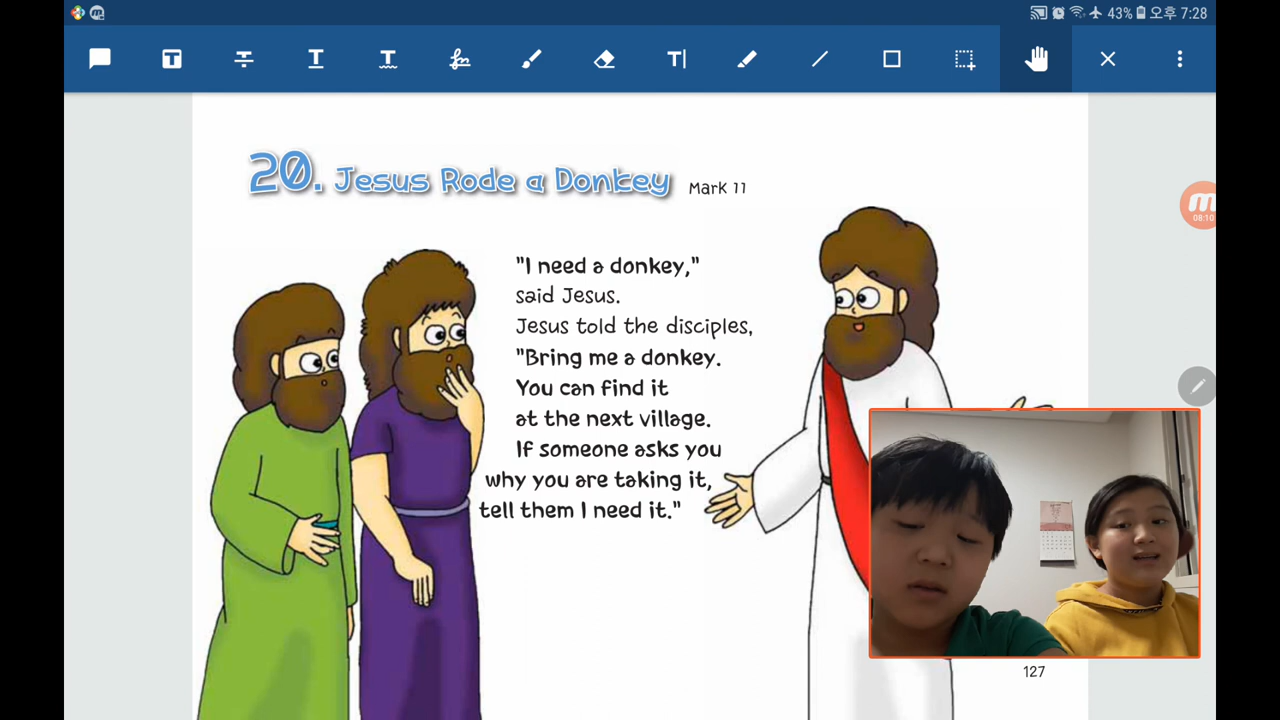 43% 오후 7:28
20. Jesus Rode a Donkey Mark 11
"I need a donkey,"
said Jesus.
Jesus told the disciples,
"Bring me a donkey.
You can find it
at the next village.
If someone asks you
why you are taking it,
tell them I need it."
08:10
127